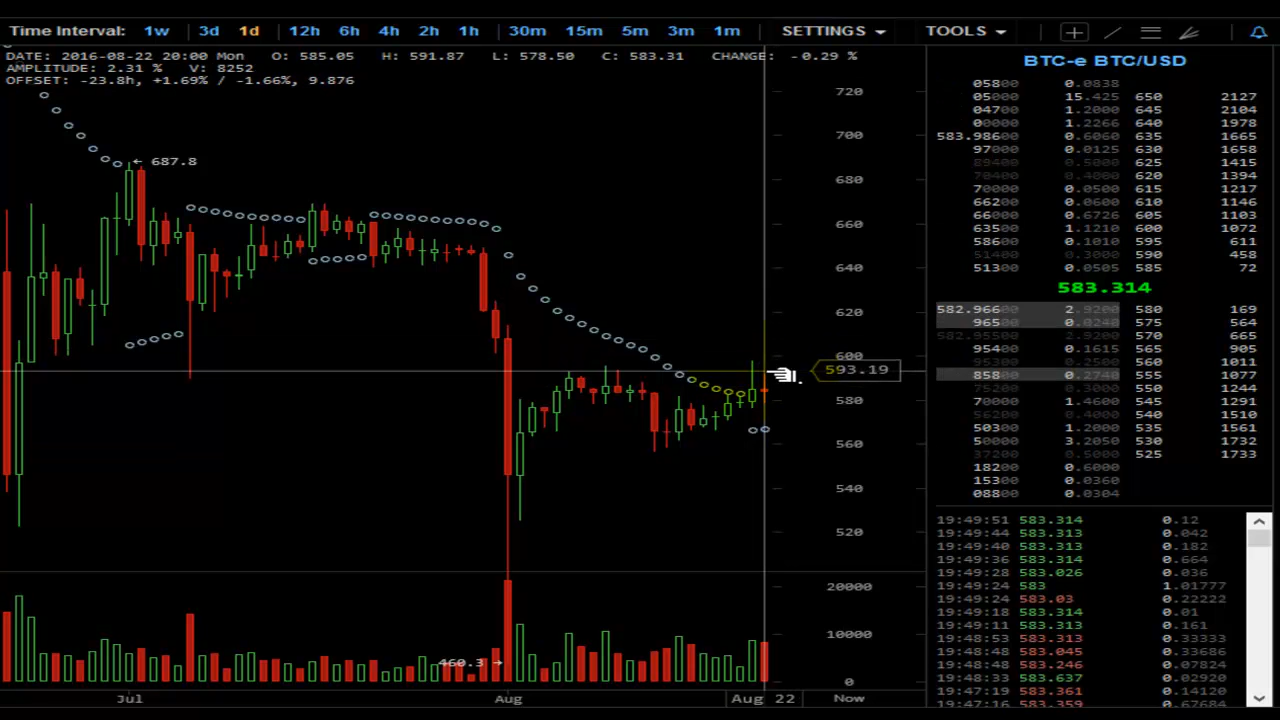 Time Interval: 1w 3d 1d 12h 6h 4h 2h 1h 30m 15m 5m 3m 1m SETTINGS TOOLS
DATE: 2016-08-22 20:00 Mon O: 585.05 H: 591.87 L: 578.50 C: 583.31 CHANGE: -0.29 %
AMPLITUDE: 2.31 % V: 8252
OFFSET: -23.8h, +1.69% / -1.66%, 9.876
687.8
460.3
720
700
680
660
640
620
600
593.19
580
560
540
520
20000
10000
0
Jul Aug Aug 22 Now
BTC-e BTC/USD
05800 0.0838
05000 15.425 650 2127
04700 1.2000 645 2104
00000 1.2266 640 1978
583.98600 0.6060 635 1665
97000 0.0125 630 1658
89400 0.5000 625 1415
70400 0.4000 620 1394
70000 0.0500 615 1217
66200 0.0600 610 1146
66000 0.6726 605 1103
63500 1.1210 600 1072
58600 0.1010 595 611
51400 0.0300 590 458
51300 0.0505 585 72
583.314
582.96600 2.9200 580 169
96500 0.0240 575 564
582.95500 2.9200 570 665
95400 0.1615 565 905
95300 0.2500 560 1011
85800 0.2740 555 1077
75200 0.3000 550 1244
70000 1.4600 545 1291
56200 0.4000 540 1510
50300 1.2000 535 1561
50000 3.2050 530 1732
37200 0.5000 525 1733
18200 0.6000
15300 0.0360
08800 0.0304
19:49:51 583.314 0.12
19:49:44 583.313 0.042
19:49:40 583.313 0.182
19:49:36 583.314 0.664
19:49:28 583.026 0.036
19:49:24 583 1.01777
19:49:24 583.03 0.22222
19:49:18 583.314 0.01
19:49:11 583.313 0.161
19:48:53 583.313 0.33333
19:48:48 583.045 0.33686
19:48:48 583.246 0.07824
19:48:33 583.637 0.02920
19:47:19 583.361 0.14120
19:47:16 583.359 0.67684